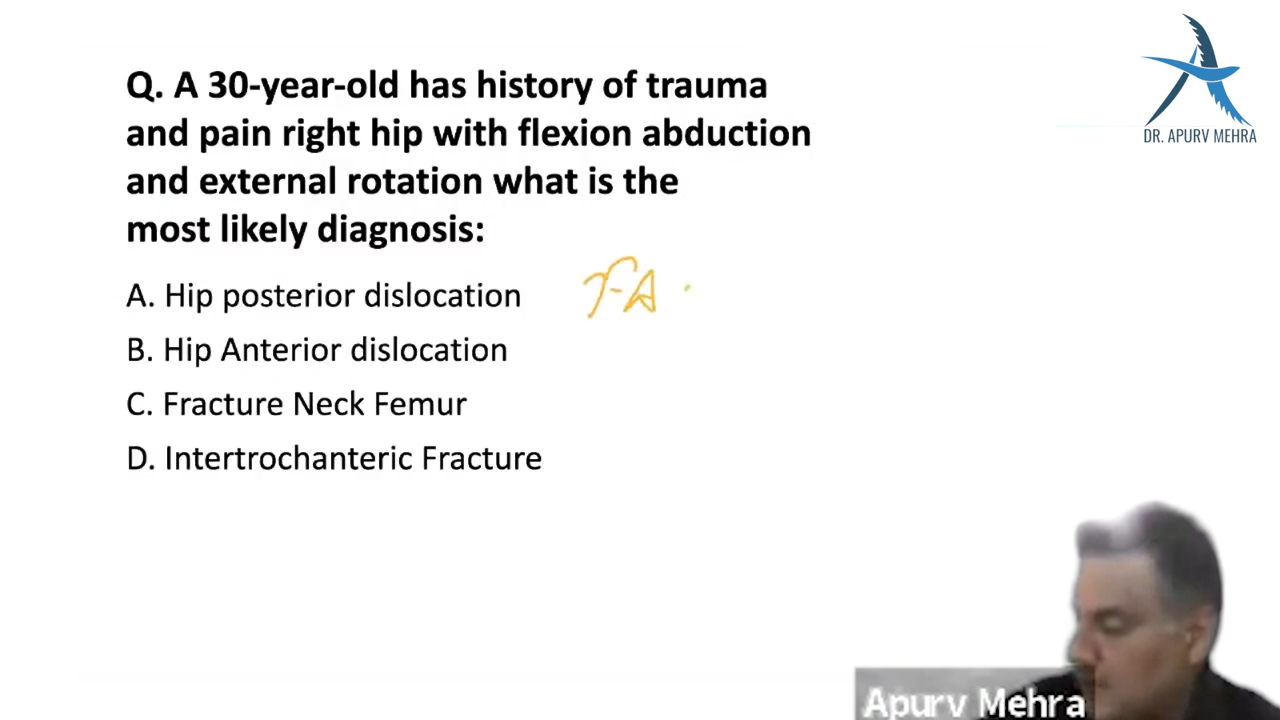 Q. A 30-year-old has history of trauma
and pain right hip with flexion abduction
and external rotation what is the
most likely diagnosis:
A. Hip posterior dislocation
B. Hip Anterior dislocation
C. Fracture Neck Femur
D. Intertrochanteric Fracture
DR. APURV MEHRA
Apurv Mehra